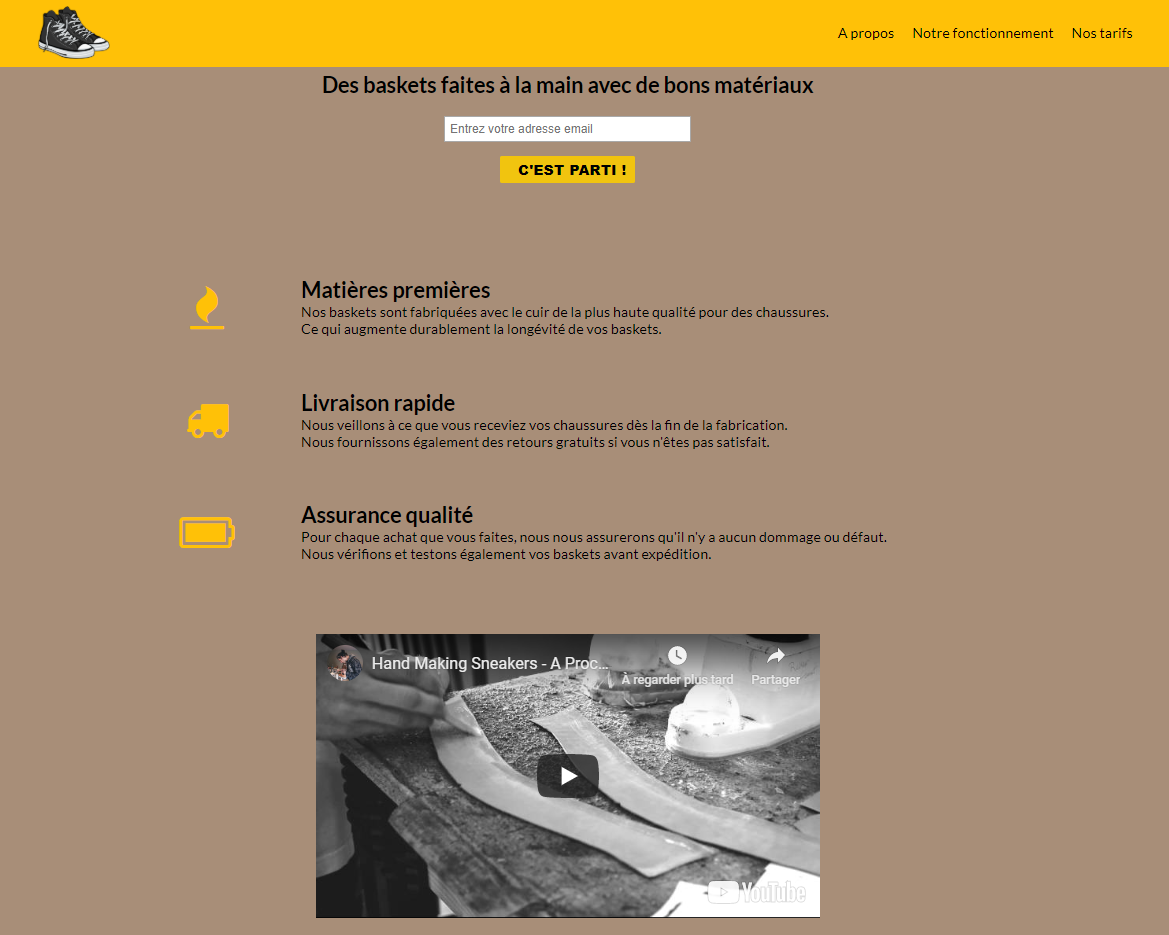 A propos Notre fonctionnement Nos tarifs
Des baskets faites à la main avec de bons matériaux
Entrez votre adresse email
C'EST PARTI !
Matières premières
Nos baskets sont fabriquées avec le cuir de la plus haute qualité pour des chaussures.
Ce qui augmente durablement la longévité de vos baskets.
Livraison rapide
Nous veillons à ce que vous receviez vos chaussures dès la fin de la fabrication.
Nous fournissons également des retours gratuits si vous n'êtes pas satisfait.
Assurance qualité
Pour chaque achat que vous faites, nous nous assurerons qu'il n'y a aucun dommage ou défaut.
Nous vérifions et testons également vos baskets avant expédition.
Hand Making Sneakers - A Proc...
À regarder plus tard Partager
YouTube